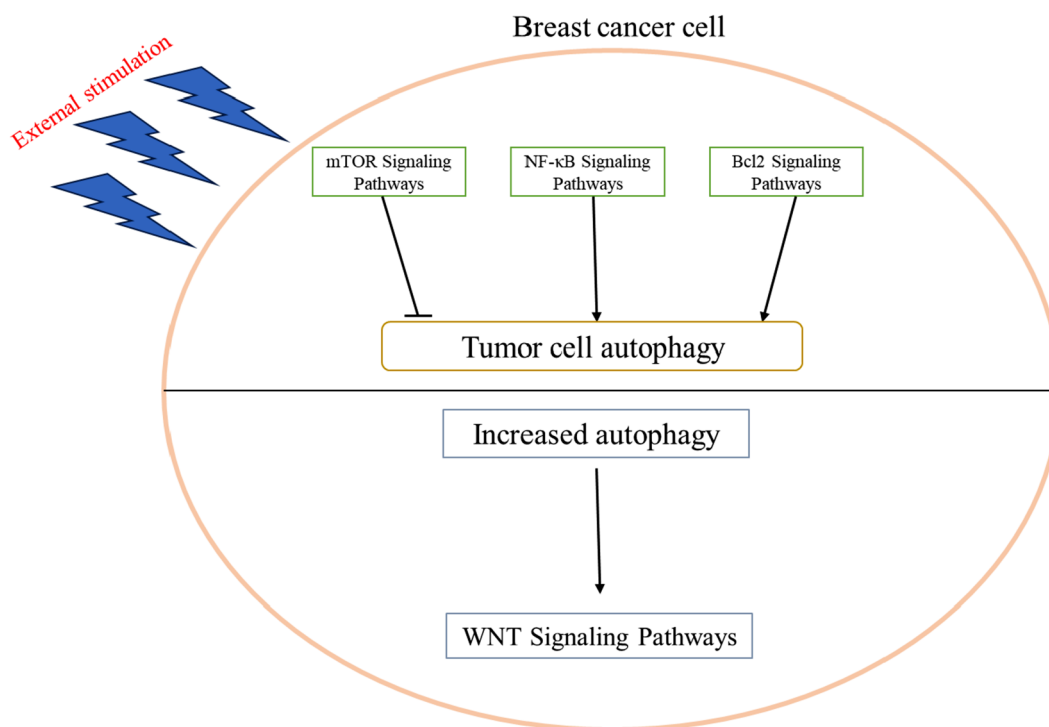 Breast cancer cell
External stimulation
mTOR Signaling
Pathways
NF-κB Signaling
Pathways
Bcl2 Signaling
Pathways
Tumor cell autophagy
Increased autophagy
WNT Signaling Pathways